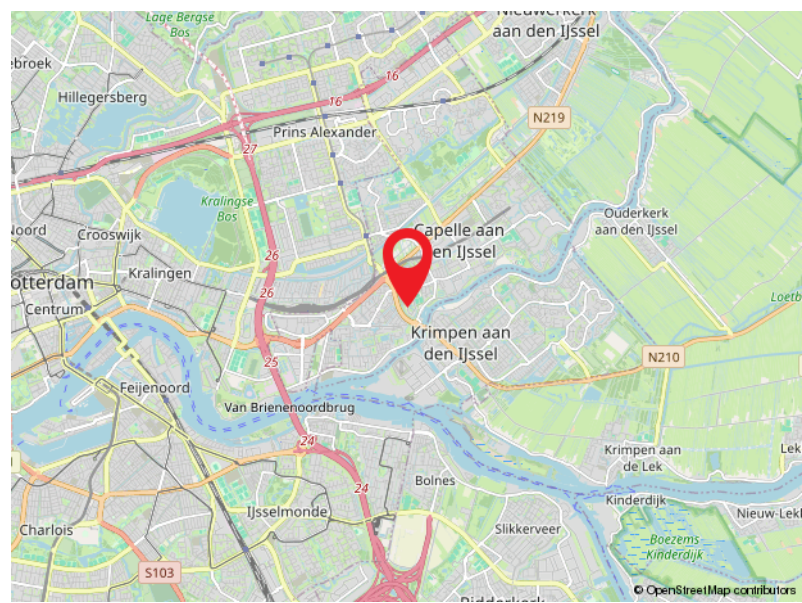 Lage Bergse
Bos
Nieuwerkerk
aan den IJssel
ebroek
Hillegersberg
16
16
Prins Alexander
N219
27
Kralingse
Bos
Noord
Crooswijk
Capelle aan
den IJssel
Ouderkerk
aan den IJssel
26
Kralingen
otterdam
26
Centrum
Loetb
Krimpen aan
den IJssel
N210
25
Feijenoord
Van Brienenoordbrug
24
Krimpen aan
de Lek
Lek
24
Bolnes
Kinderdijk
IJsselmonde
Nieuw-Lekk
Charlois
Slikkerveer
Boezems
Kinderdijk
S103
© OpenStreetMap contributors
Ridderkerk